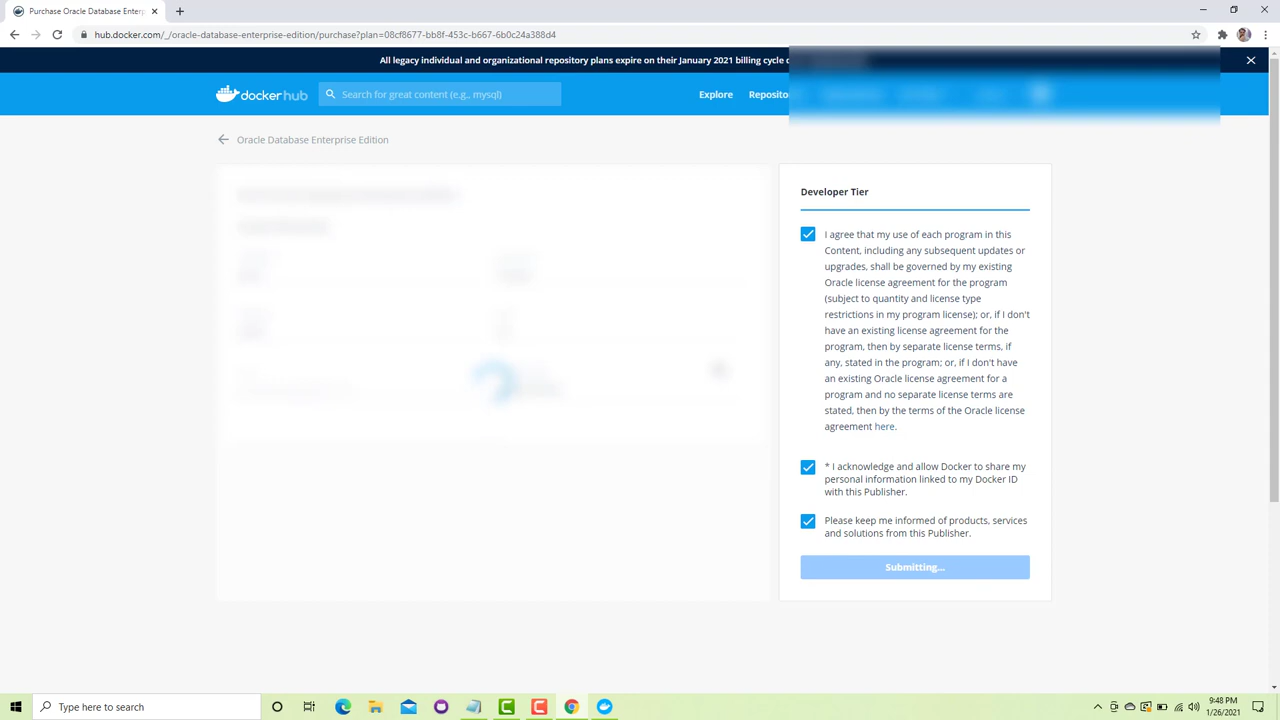 Purchase Oracle Database Enterp
hub.docker.com/_/oracle-database-enterprise-edition/purchase?plan=08cf8677-bb8f-453c-b667-6b0c24a388d4
All legacy individual and organizational repository plans expire on their January 2021 billing cycle
dockerhub
Search for great content (e.g., mysql)
Explore
Oracle Database Enterprise Edition
Developer Tier
I agree that my use of each program in this
Content, including any subsequent updates or
upgrades, shall be governed by my existing
Oracle license agreement for the program
(subject to quantity and license type
restrictions in my program license); or, if I don't
have an existing license agreement for the
program, then by separate license terms, if
any, stated in the program; or, if I don't have
an existing Oracle license agreement for a
program and no separate license terms are
stated, then by the terms of the Oracle license
agreement here.
* I acknowledge and allow Docker to share my
personal information linked to my Docker ID
with this Publisher.
Please keep me informed of products, services
and solutions from this Publisher.
Submitting...
Type here to search
9:48 PM
1/26/2021